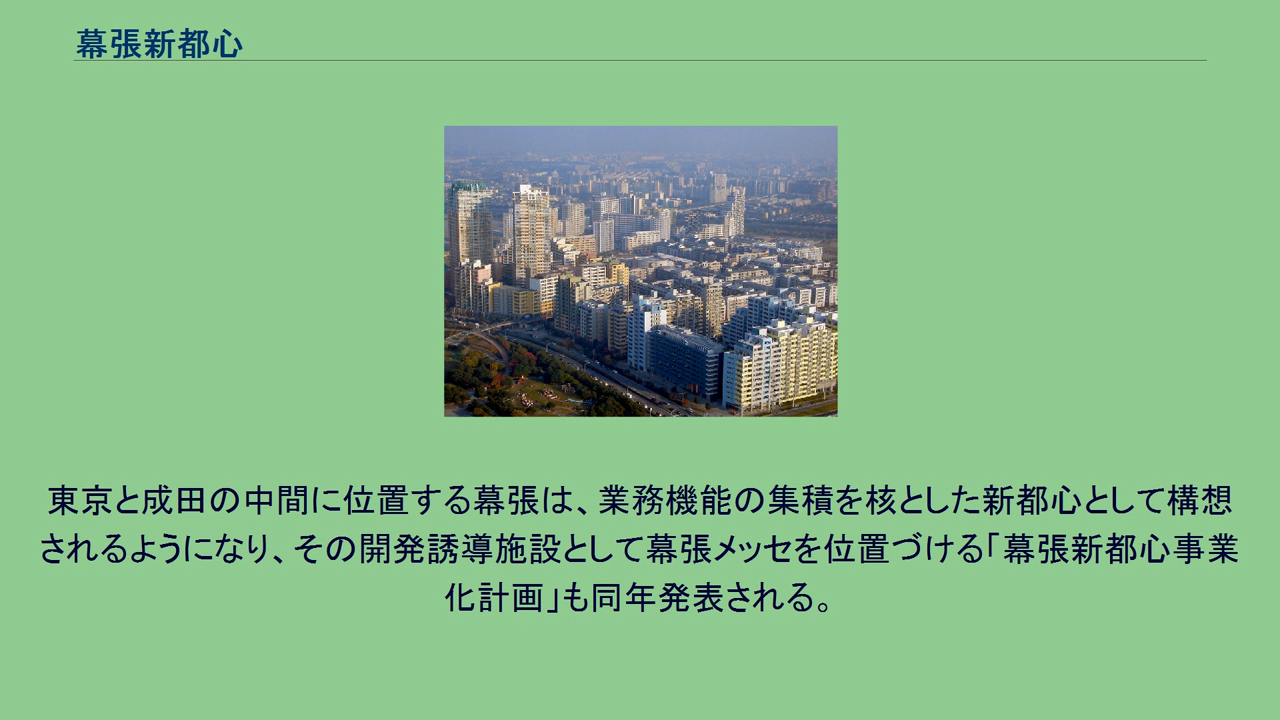 幕張新都心
東京と成田の中間に位置する幕張は、業務機能の集積を核とした新都心として構想
されるようになり、その開発誘導施設として幕張メッセを位置づける「幕張新都心事業
化計画」も同年発表される。